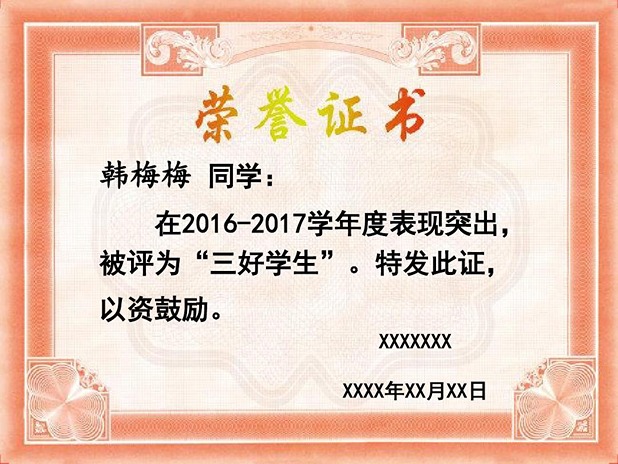 荣誉证书
韩梅梅 同学：
在2016-2017学年度表现突出，
被评为“三好学生”。特发此证，
以资鼓励。
XXXXXXX
XXXX年XX月XX日